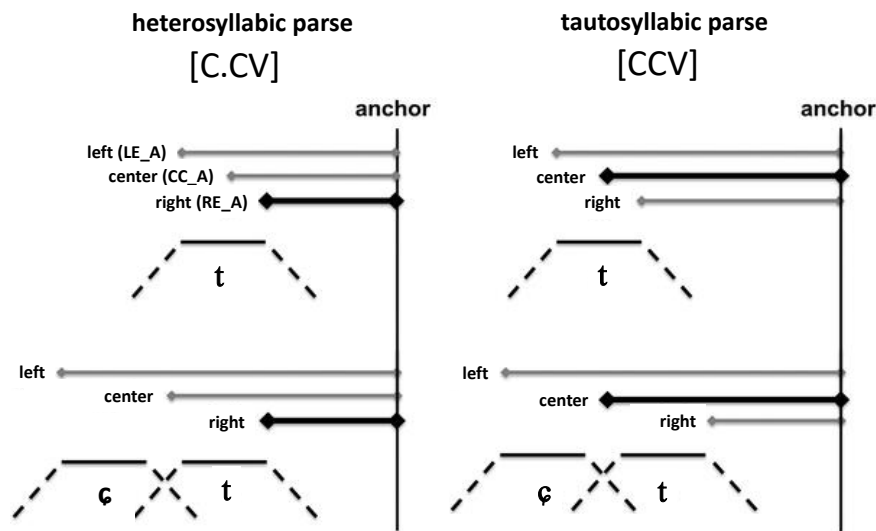 heterosyllabic parse
[C.CV]
anchor
left (LE_A)
center (CC_A)
right (RE_A)
t
left
center
right
ɕ t
tautosyllabic parse
[CCV]
anchor
left
center
right
t
left
center
right
ɕ t